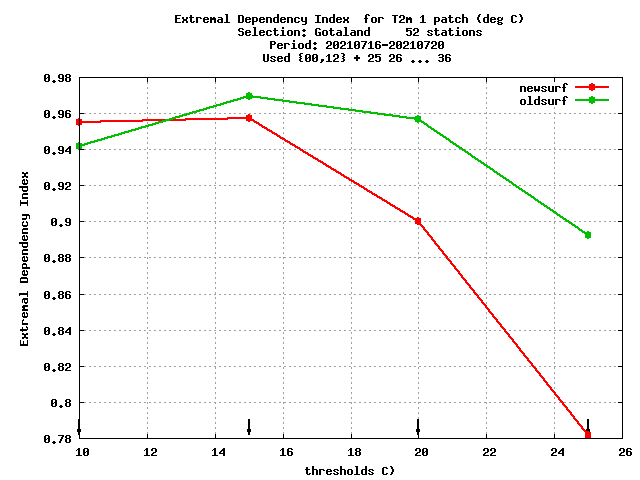 Extremal Dependency Index  for T2m 1 patch (deg C)
Selection: Gotaland     52 stations
Period: 20210716-20210720
Used {00,12} + 25 26 ... 36
newsurf
oldsurf
0,98
0,96
0,94
0,92
0,9
0,88
0,86
0,84
0,82
0,8
0,78
Extremal Dependency Index
10 12 14 16 18 20 22 24 26
thresholds C)